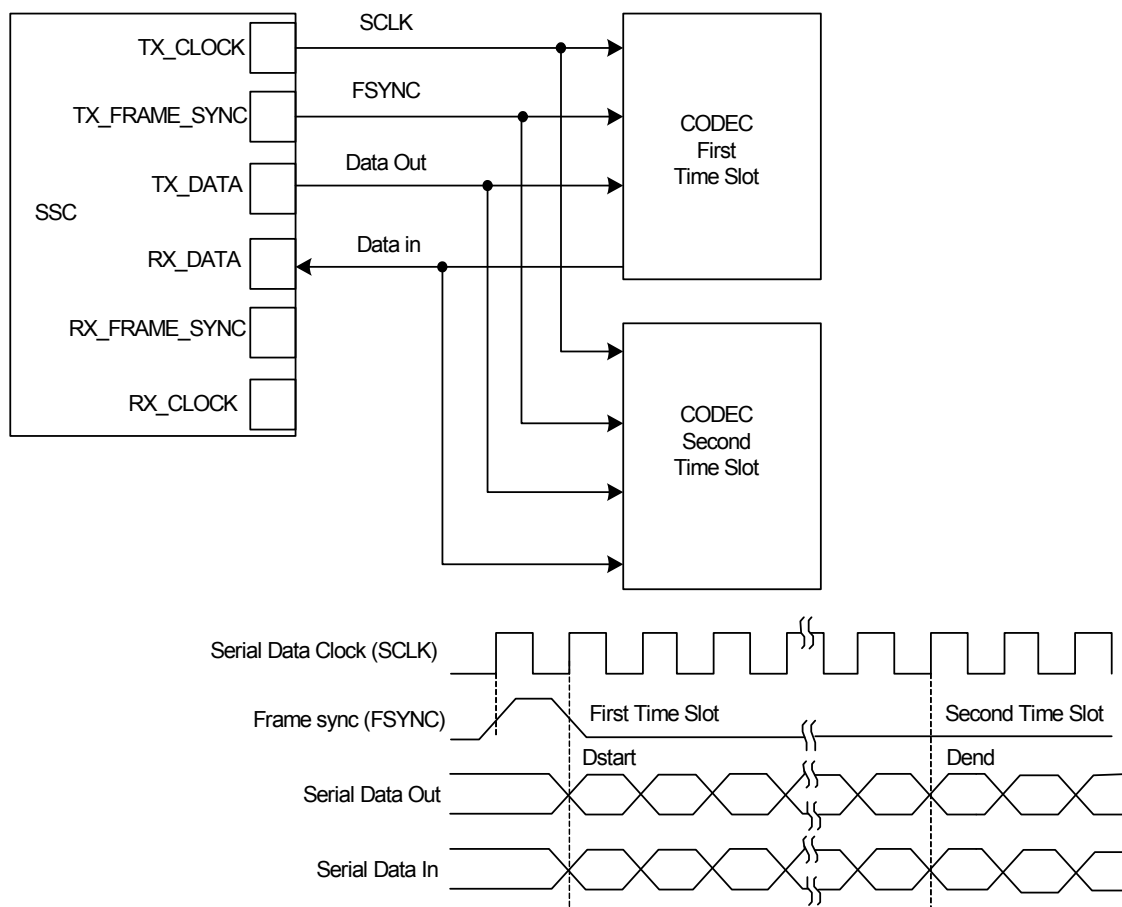 SCLK
TX_CLOCK
FSYNC
TX_FRAME_SYNC
CODEC
First
Time Slot
Data Out
TX_DATA
SSC
Data in
RX_DATA
RX_FRAME_SYNC
RX_CLOCK
CODEC
Second
Time Slot
Serial Data Clock (SCLK)
Frame sync (FSYNC)
First Time Slot
Second Time Slot
Dstart
Dend
Serial Data Out
Serial Data In